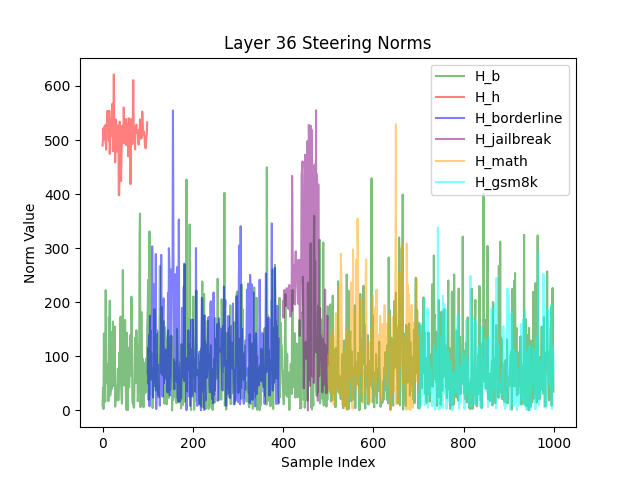 Layer 36 Steering Norms
H_b
H_h
H_borderline
H_jailbreak
H_math
H_gsm8k
Norm Value
600
500
400
300
200
100
0
0 200 400 600 800 1000
Sample Index